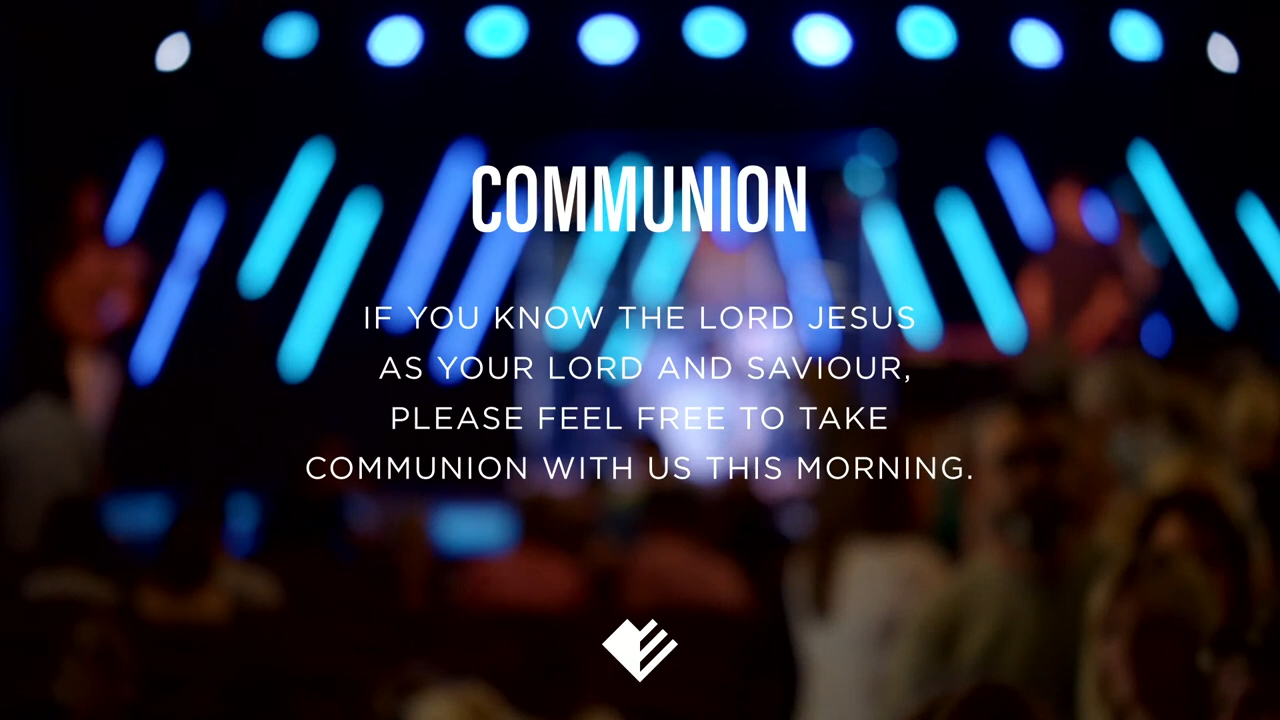 COMMUNION
IF YOU KNOW THE LORD JESUS
AS YOUR LORD AND SAVIOUR,
PLEASE FEEL FREE TO TAKE
COMMUNION WITH US THIS MORNING.